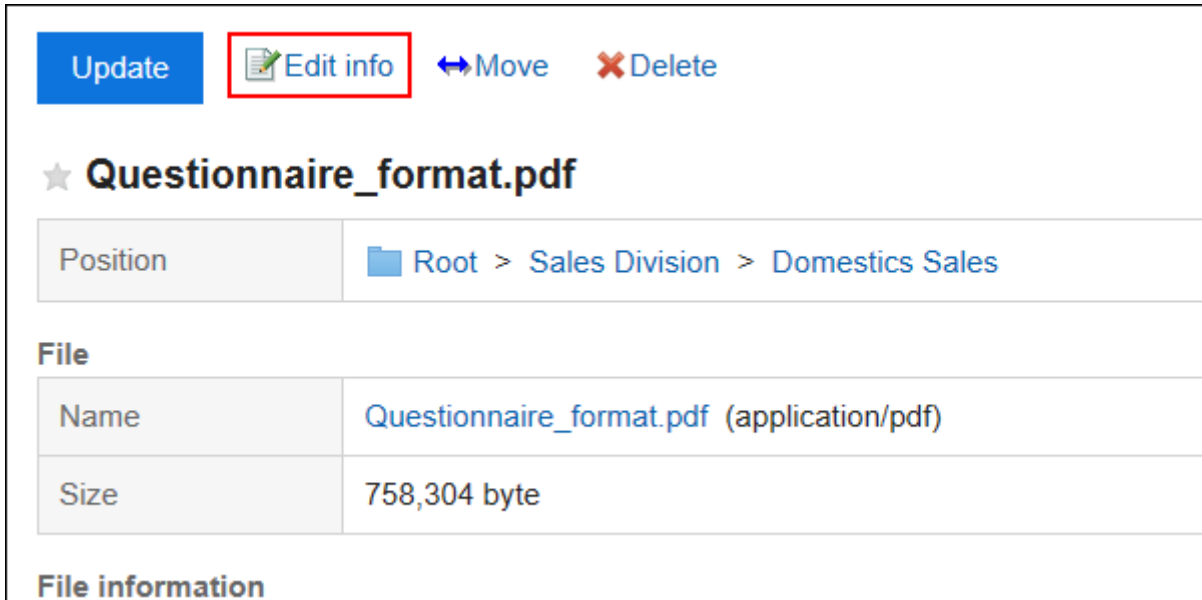 Update Edit info Move Delete
Questionnaire_format.pdf
Position Root > Sales Division > Domestics Sales
File
Name Questionnaire_format.pdf (application/pdf)
Size 758,304 byte
File information